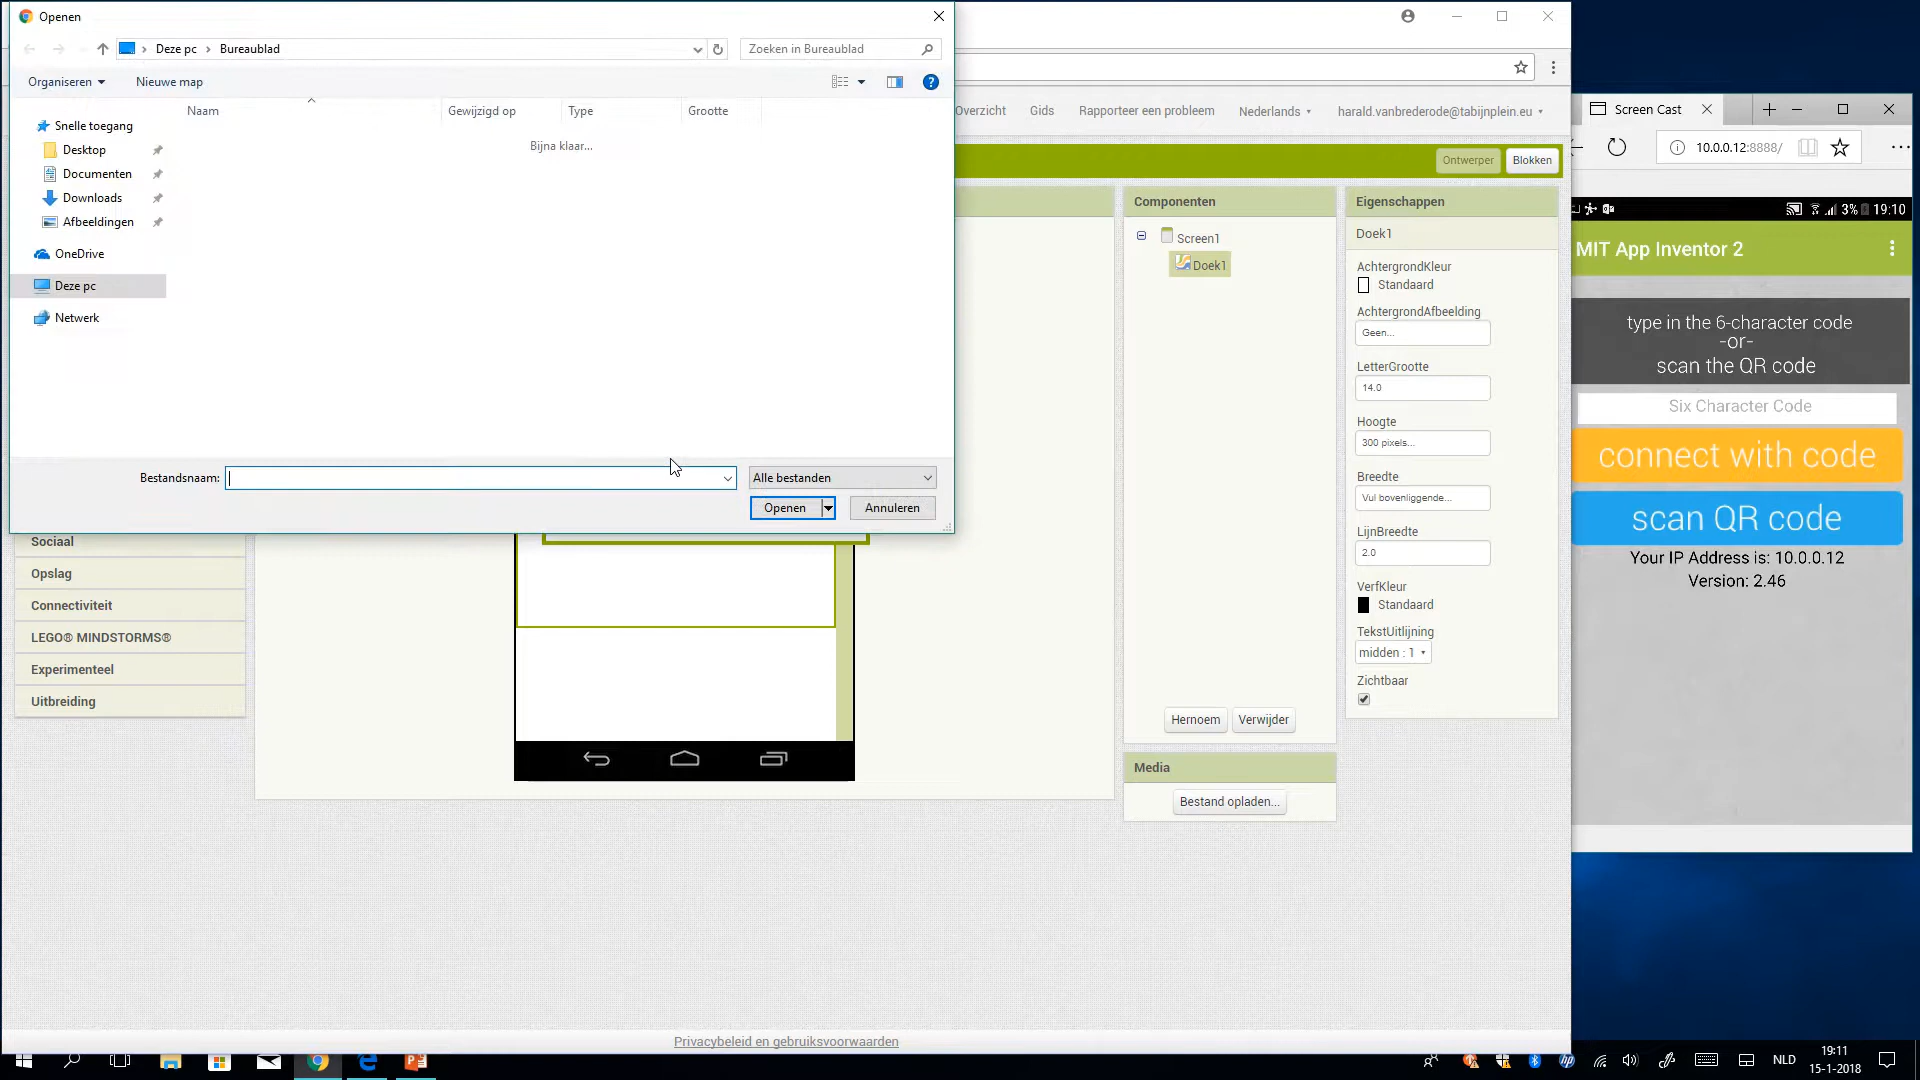 Openen
Deze pc
Bureaublad
Zoeken in Bureaublad
Organiseren
Nieuwe map
Naam
Gewijzigd op
Type
Grootte
Bijna klaar...
Snelle toegang
Desktop
Documenten
Downloads
Afbeeldingen
OneDrive
Deze pc
Netwerk
Bestandsnaam:
Alle bestanden
Openen
Annuleren
Overzicht
Gids
Rapporteer een probleem
Nederlands
harald.vanbrederode@tabijnplein.eu
Ontwerper
Blokken
Sociaal
Opslag
Connectiviteit
LEGO® MINDSTORMS®
Experimenteel
Uitbreiding
Componenten
Screen1
Doek1
Hernoem
Verwijder
Media
Bestand opladen...
Eigenschappen
Doek1
AchtergrondKleur
Standaard
AchtergrondAfbeelding
Geen...
LetterGrootte
14.0
Hoogte
300 pixels...
Breedte
Vul bovenliggende...
LijnBreedte
2.0
VerfKleur
Standaard
TekstUitlijning
midden : 1
Zichtbaar
Privacybeleid en gebruiksvoorwaarden
Screen Cast
10.0.0.12:8888/
3% 19:10
MIT App Inventor 2
type in the 6-character code
-or-
scan the QR code
Six Character Code
connect with code
scan QR code
Your IP Address is: 10.0.0.12
Version: 2.46
NLD
19:11
15-1-2018